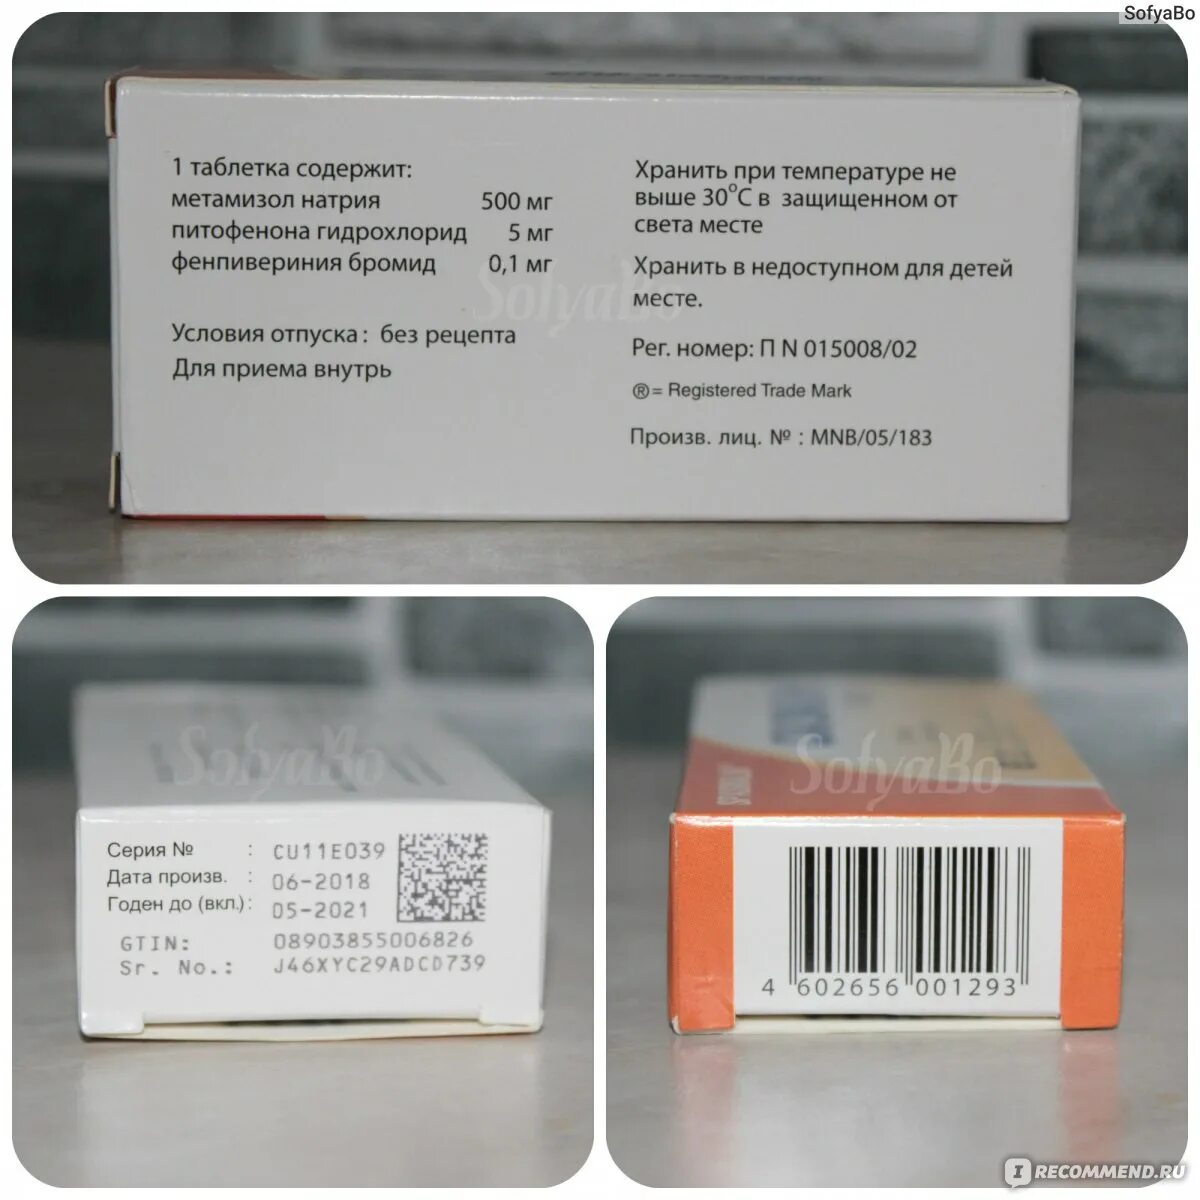 SofyaBo
1 таблетка содержит:
метамизол натрия 500 мг
питофенона гидрохлорид 5 мг
фенпивериния бромид 0,1 мг
Условия отпуска : без рецепта
Для приема внутрь
Хранить при температуре не
выше 30°С в защищенном от
света месте
Хранить в недоступном для детей
месте.
Рег. номер: П N 015008/02
® = Registered Trade Mark
Произв. лиц. № : MNB/05/183
SofyaBo
SofyaBo
Серия № : CU11E039
Дата произв. : 06-2018
Годен до (вкл.) : 05-2021
GTIN: 08903855006826
Sr. No.: J46XYC29ADCD739
SofyaBo
4 602656 001293
I RECOMMEND.RU